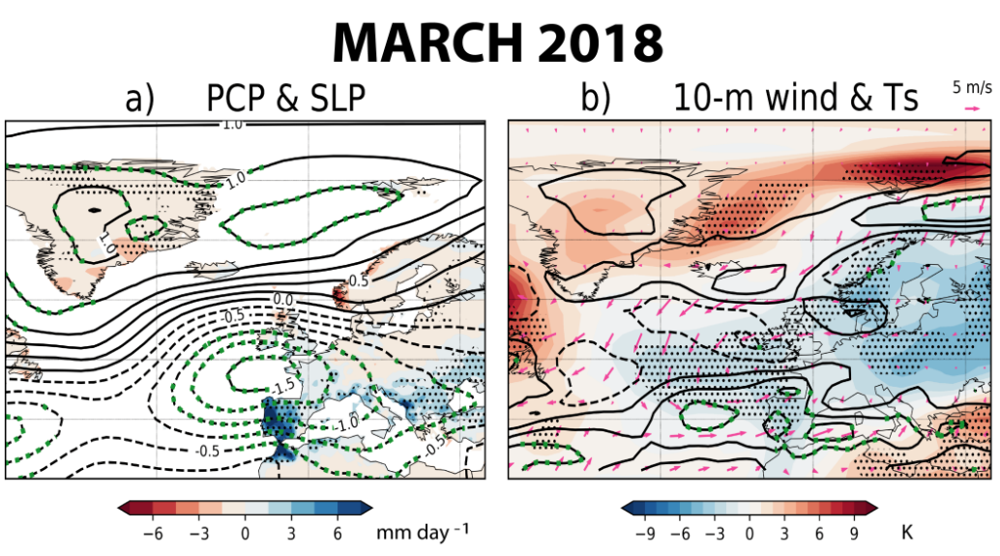 MARCH 2018
a) PCP & SLP
b) 10-m wind & Ts
5 m/s
1.0
1.0
1.0
-0.5
0.0
-0.5
-1.5
-1.0
-0.5
-0.5
−6 −3 0 3 6
mm day -1
−9 −6 −3 0 3 6 9
K